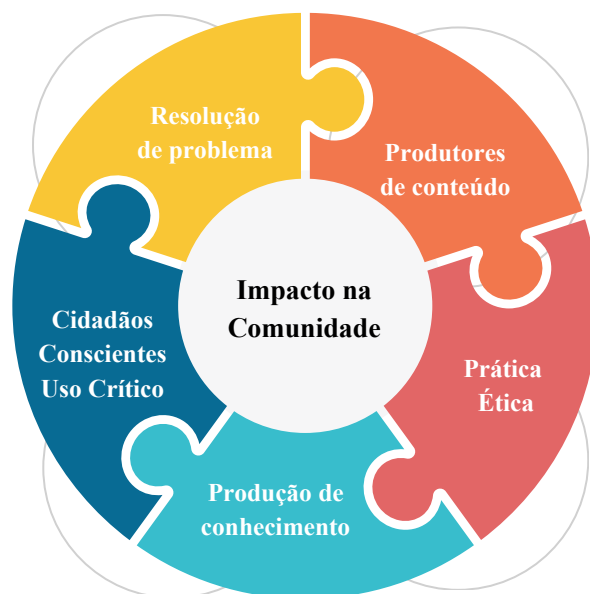 Resolução
de problema
Produtores
de conteúdo
Impacto na
Comunidade
Cidadãos
Conscientes
Uso Crítico
Prática
Ética
Produção de
conhecimento